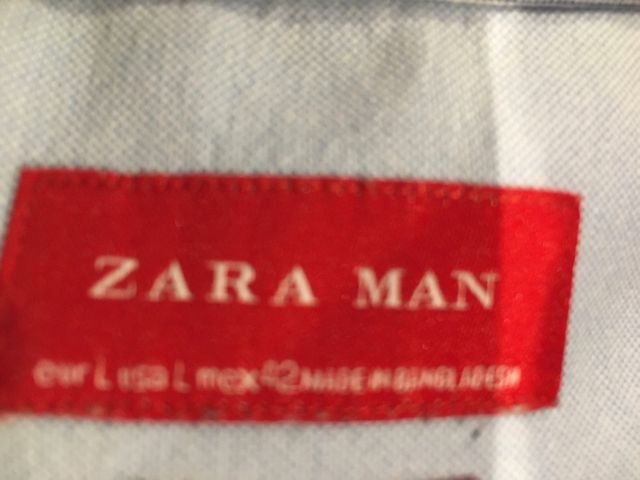 ZARA MAN
eur L usa L mex 42 MADE IN BANGLADESH